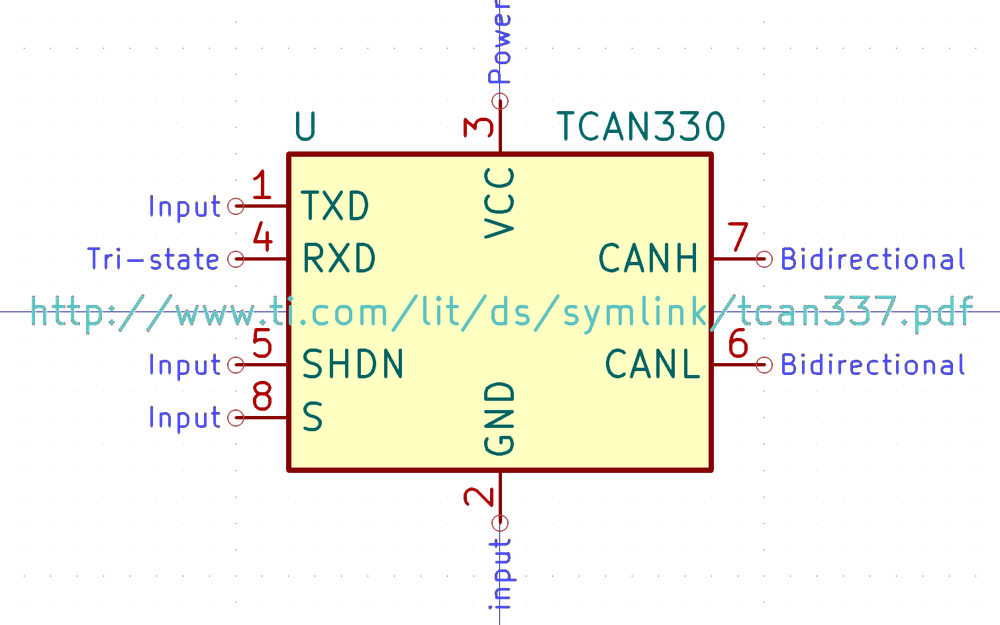 Power
U
3
TCAN330
VCC
Input
1
TXD
Tri-state
4
RXD
CANH
7
Bidirectional
http://www.ti.com/lit/ds/symlink/tcan337.pdf
Input
5
SHDN
CANL
6
Bidirectional
Input
8
S
GND
2
input